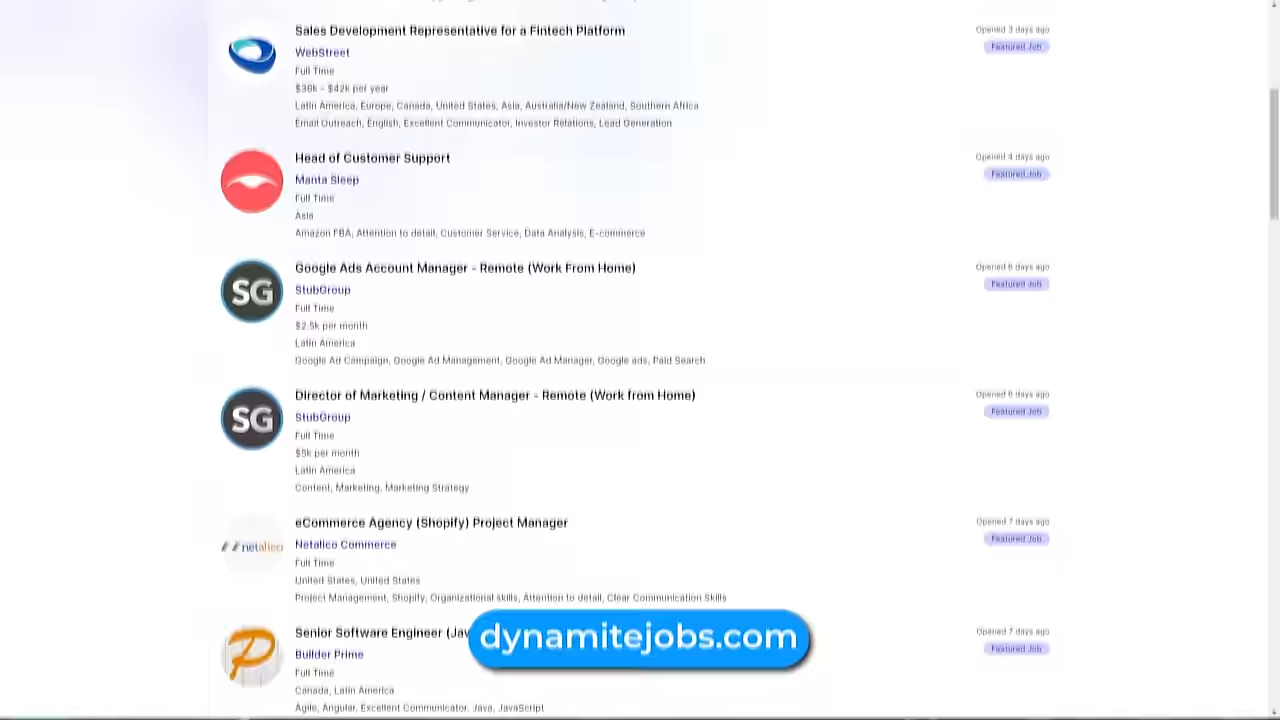 Sales Development Representative for a Fintech Platform
Opened 3 days ago
WebStreet
Featured Job
Full Time
$36k - $42k per year
Latin America, Europe, Canada, United States, Asia, Australia/New Zealand, Southern Africa
Email Outreach, English, Excellent Communicator, Investor Relations, Lead Generation
Head of Customer Support
Opened 4 days ago
Manta Sleep
Featured Job
Full Time
Asia
Amazon FBA, Attention to detail, Customer Service, Data Analysis, E-commerce
Google Ads Account Manager - Remote (Work From Home)
Opened 6 days ago
SG
StubGroup
Featured Job
Full Time
$2.5k per month
Latin America
Google Ad Campaign, Google Ad Management, Google Ad Manager, Google ads, Paid Search
Director of Marketing / Content Manager - Remote (Work from Home)
Opened 6 days ago
SG
StubGroup
Featured Job
Full Time
$5k per month
Latin America
Content, Marketing, Marketing Strategy
eCommerce Agency (Shopify) Project Manager
Opened 7 days ago
netalico
Netalico Commerce
Featured Job
Full Time
United States, United States
Project Management, Shopify, Organizational skills, Attention to detail, Clear Communication Skills
Senior Software Engineer (Jav
Opened 7 days ago
dynamitejobs.com
P
Builder Prime
Featured Job
Full Time
Canada, Latin America
Agile, Angular, Excellent Communicator, Java, JavaScript